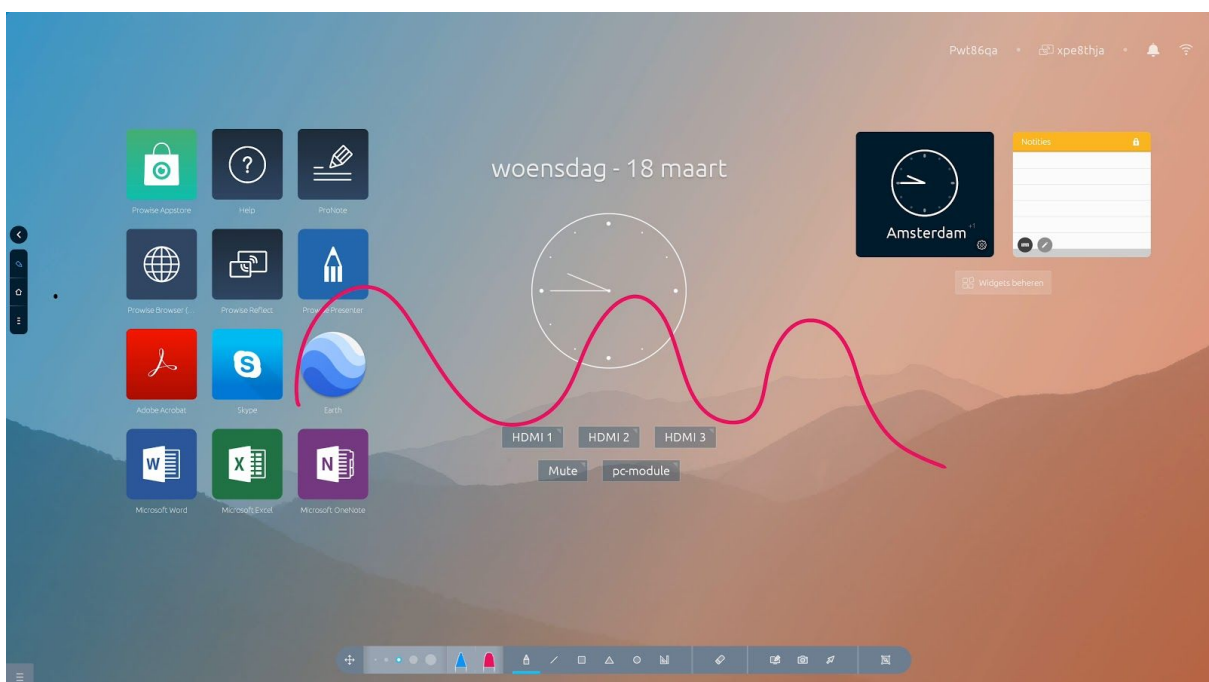 Pwt86qa
xpe8thja
Prowise Appstore
Help
ProNote
woensdag - 18 maart
Amsterdam +1
Notities
Widgets beheren
Prowise Browser (...
Prowise Reflect
Prowise Presenter
Adobe Acrobat
Skype
Earth
HDMI 1
HDMI 2
HDMI 3
Mute
pc-module
Microsoft Word
Microsoft Excel
Microsoft OneNote